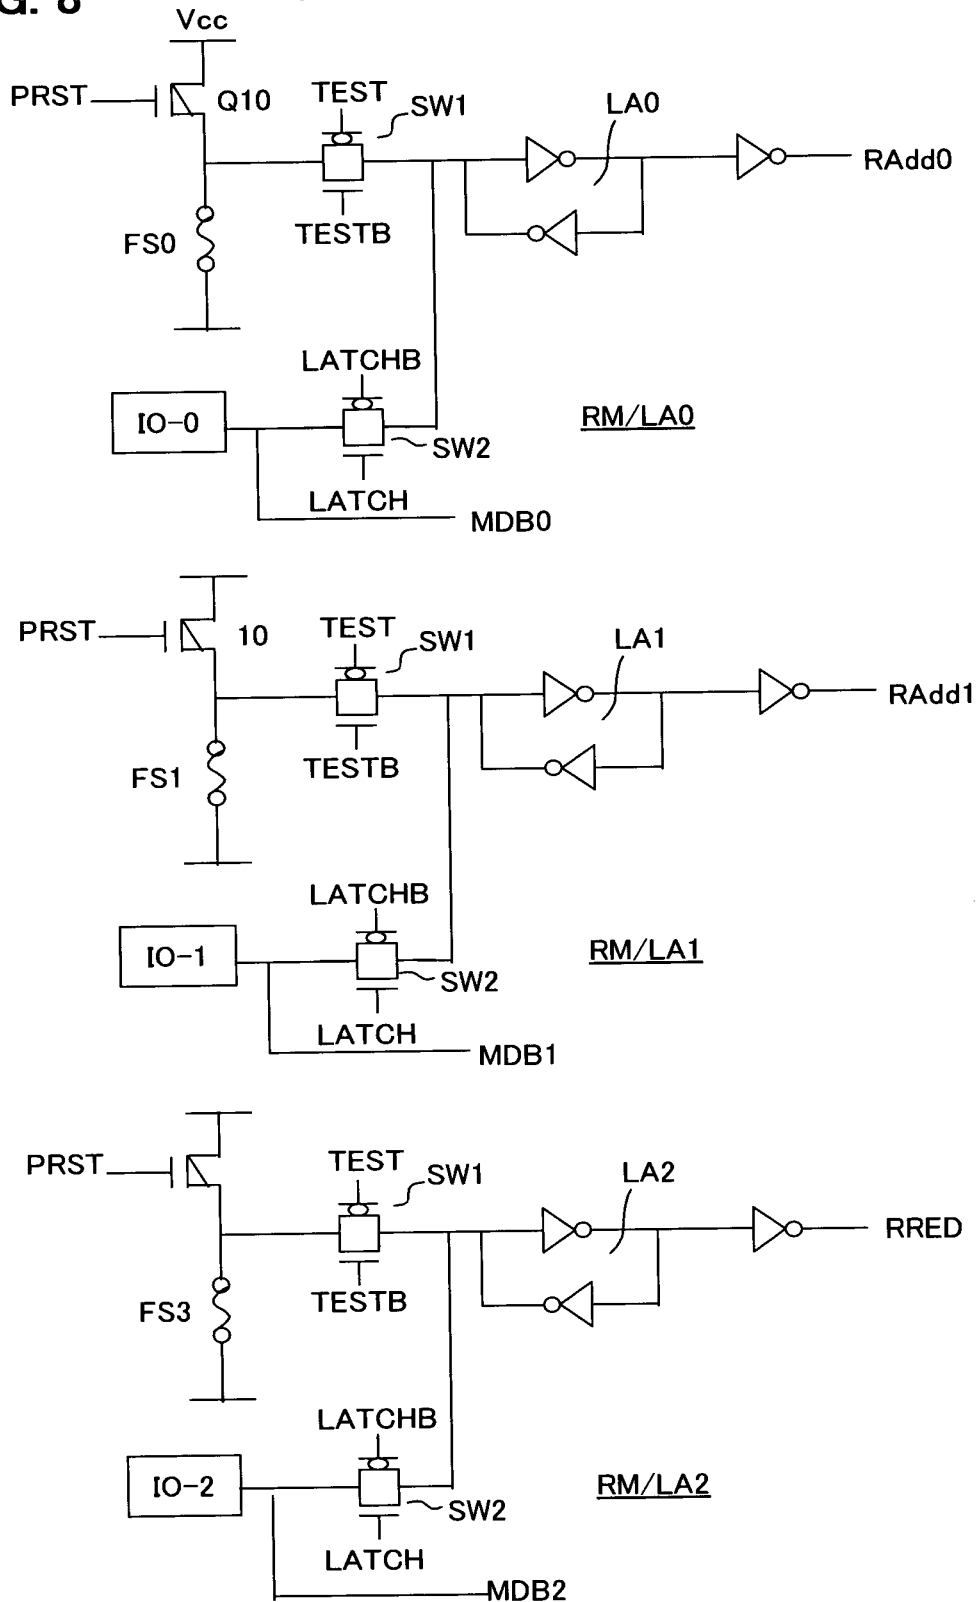 G. 8
Vcc
PRST
Q10
TEST
SW1
LA0
RAdd0
FS0
TESTB
LATCHB
IO-0
SW2
RM/LA0
LATCH
MDB0
PRST
10
TEST
SW1
LA1
RAdd1
FS1
TESTB
LATCHB
IO-1
SW2
RM/LA1
LATCH
MDB1
PRST
TEST
SW1
LA2
RRED
FS3
TESTB
LATCHB
IO-2
SW2
RM/LA2
LATCH
MDB2